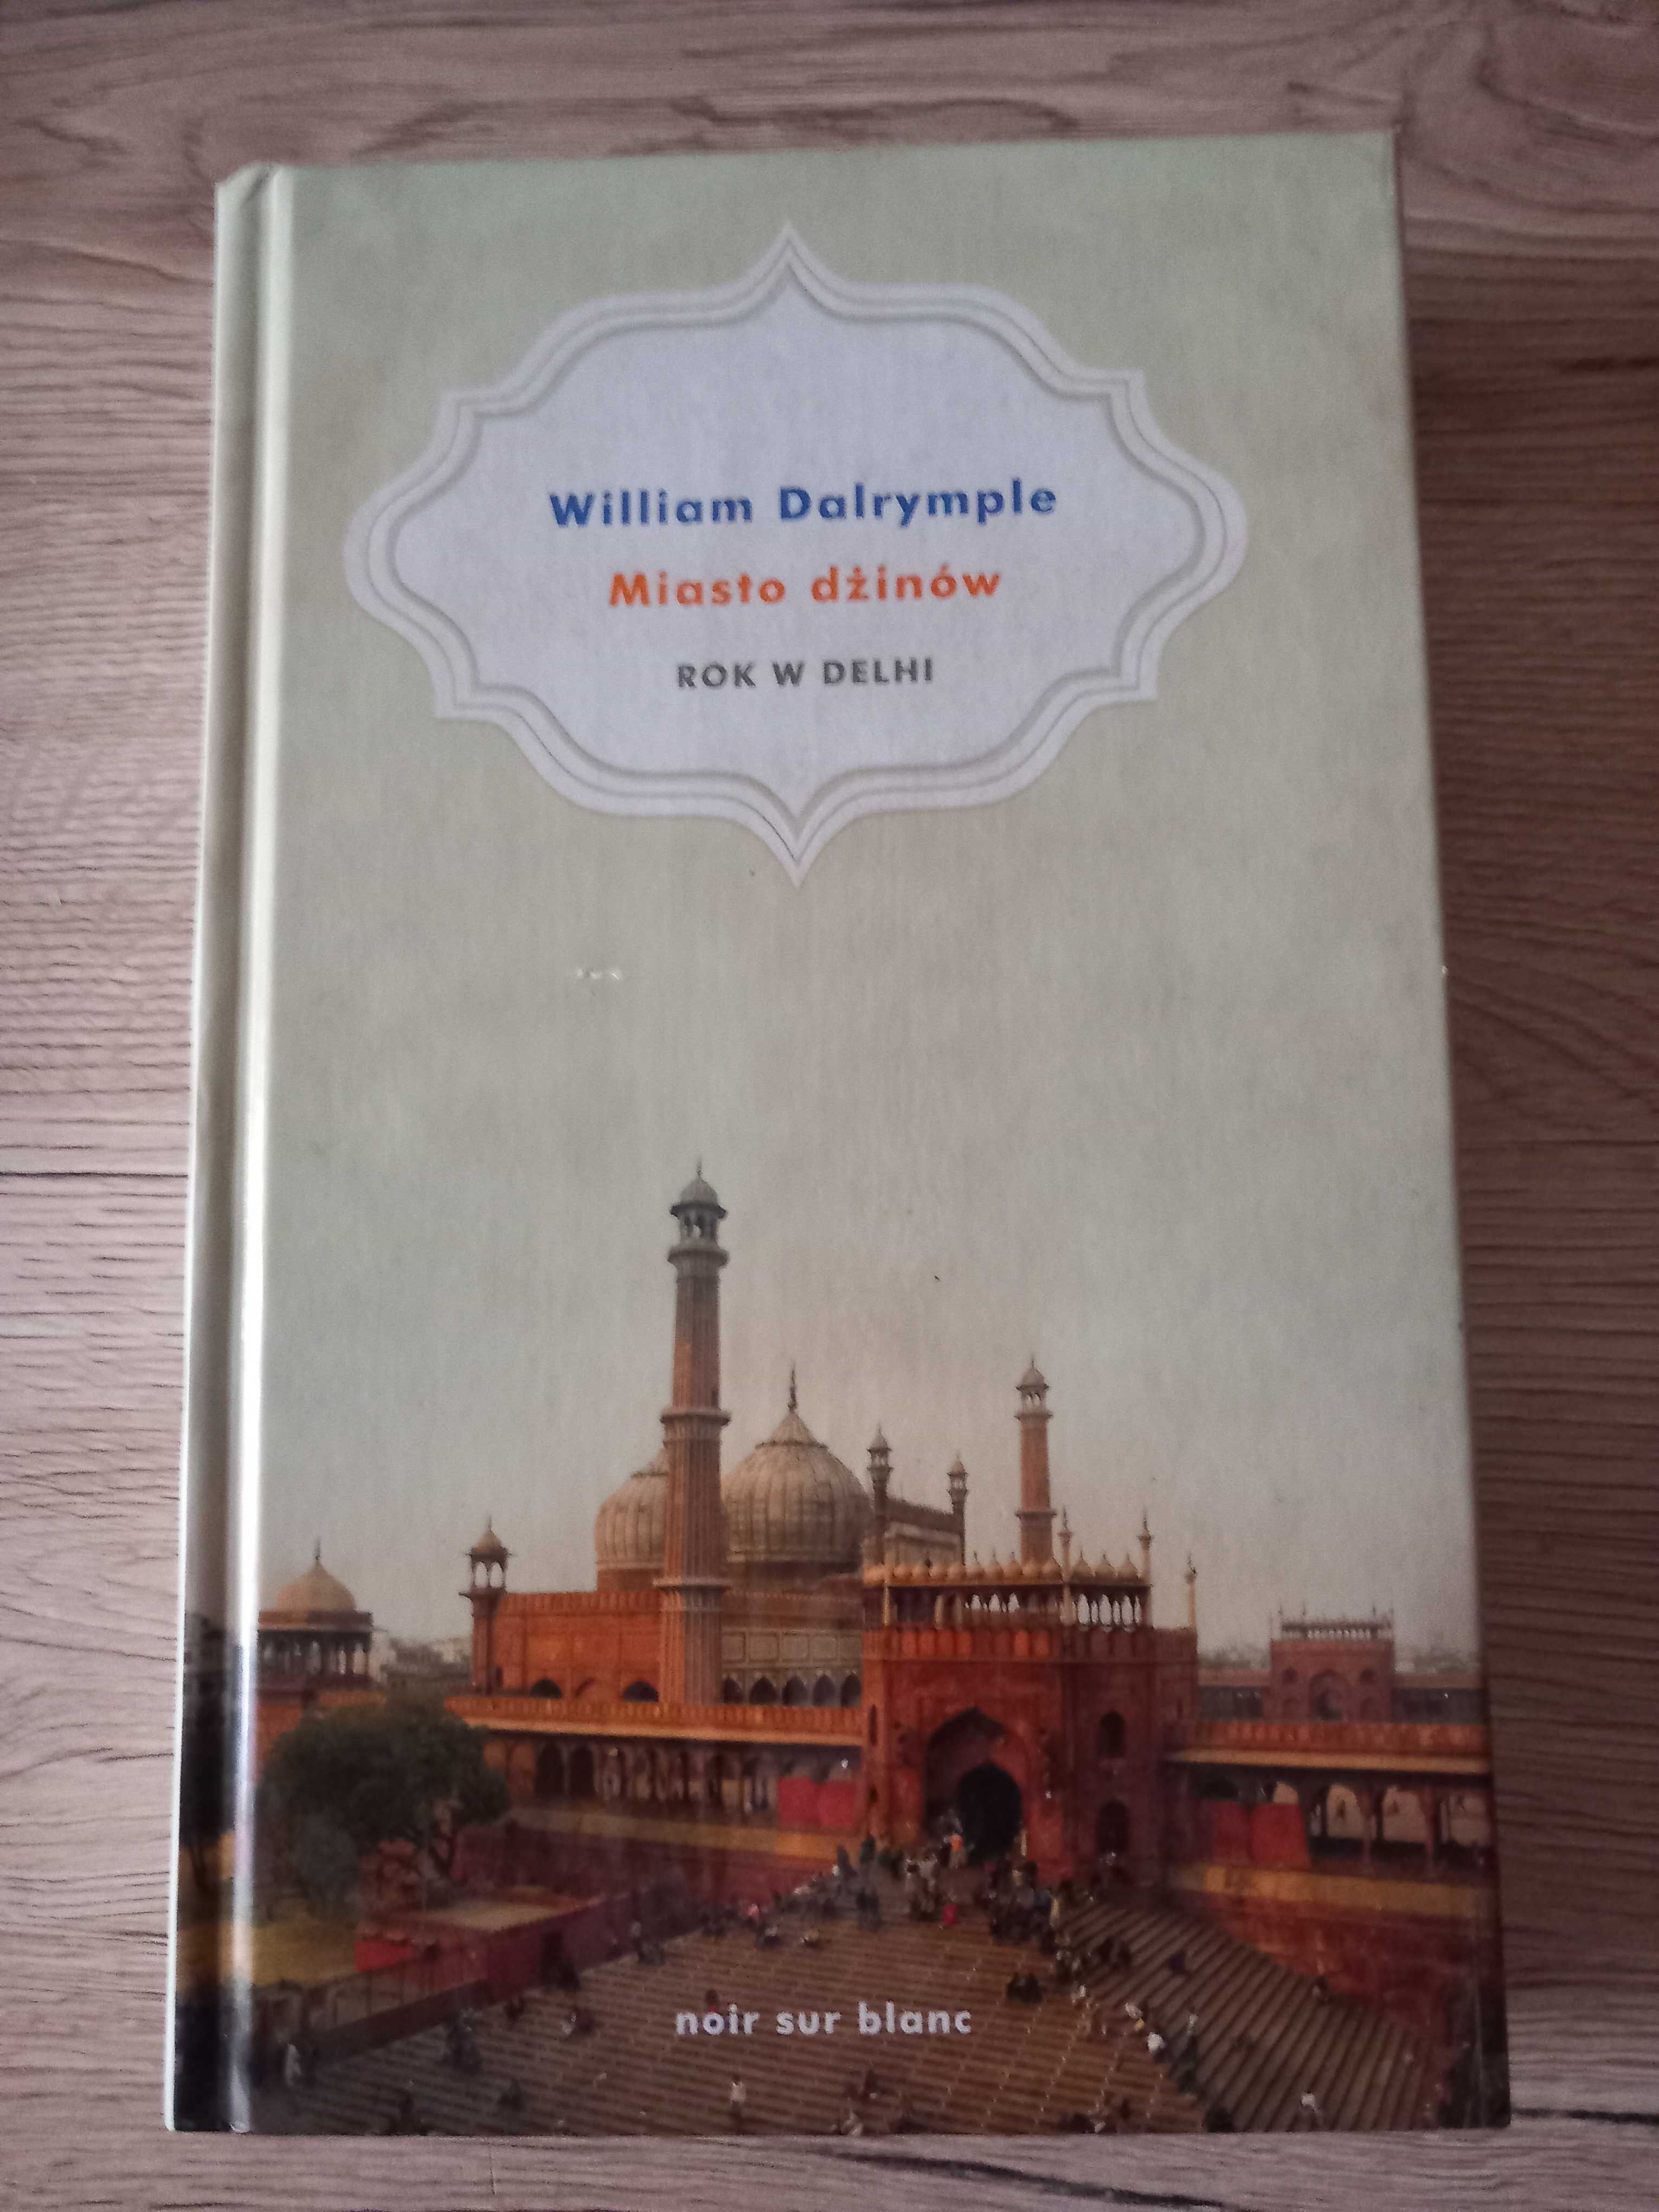 William Dalrymple
Miasto dżinów
ROK W DELHI
noir sur blanc